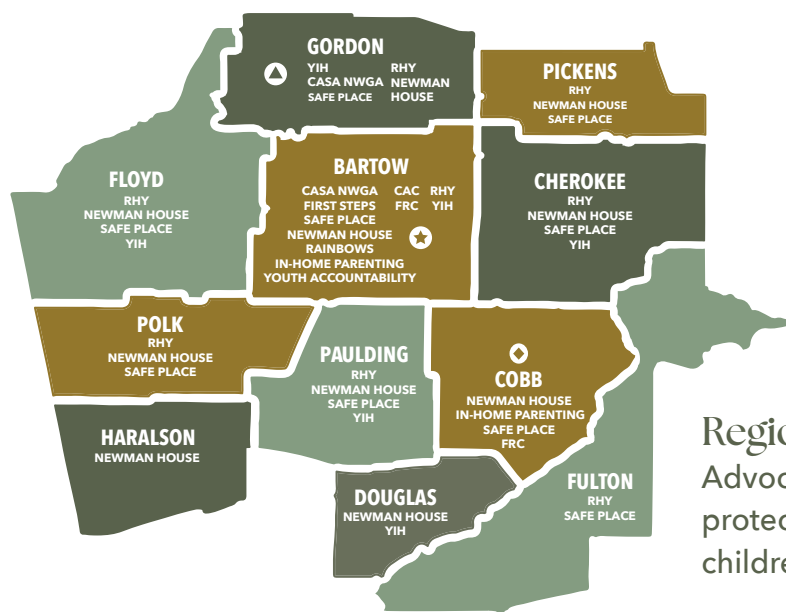 GORDON
YIH
CASA NWGA
SAFE PLACE
RHY
NEWMAN
HOUSE
PICKENS
RHY
NEWMAN HOUSE
SAFE PLACE
FLOYD
RHY
NEWMAN HOUSE
SAFE PLACE
YIH
BARTOW
CASA NWGA CAC RHY
FIRST STEPS FRC YIH
SAFE PLACE
NEWMAN HOUSE
RAINBOWS
IN-HOME PARENTING
YOUTH ACCOUNTABILITY
CHEROKEE
RHY
NEWMAN HOUSE
SAFE PLACE
YIH
POLK
RHY
NEWMAN HOUSE
SAFE PLACE
PAULDING
RHY
NEWMAN HOUSE
SAFE PLACE
YIH
COBB
NEWMAN HOUSE
IN-HOME PARENTING
SAFE PLACE
FRC
HARALSON
NEWMAN HOUSE
DOUGLAS
NEWMAN HOUSE
YIH
FULTON
RHY
SAFE PLACE